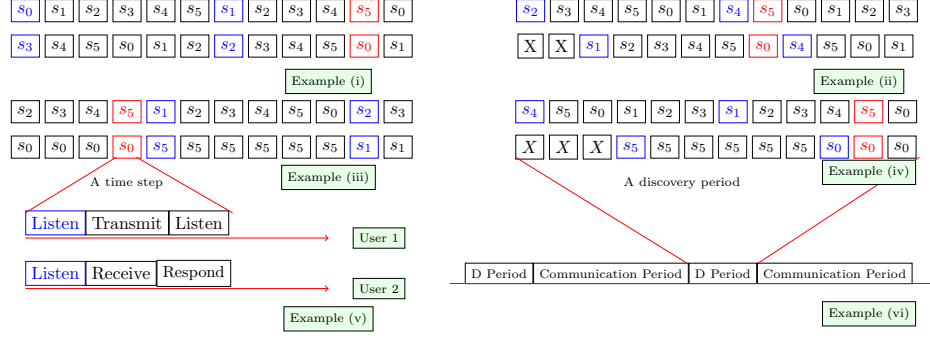 s0 s1 s2 s3 s4 s5 s1 s2 s3 s4 s5 s0
s3 s4 s5 s0 s1 s2 s2 s3 s4 s5 s0 s1
Example (i)
s2 s3 s4 s5 s0 s1 s4 s5 s0 s1 s2 s3
X X s1 s2 s3 s4 s5 s0 s4 s5 s0 s1
Example (ii)
s2 s3 s4 s5 s1 s2 s3 s4 s5 s0 s2 s3
s0 s0 s0 s0 s5 s5 s5 s5 s5 s5 s1 s1
Example (iii)
A time step
Listen Transmit Listen
User 1
Listen Receive Respond
User 2
Example (v)
s4 s5 s0 s1 s2 s3 s1 s2 s3 s4 s5 s0
X X X s5 s5 s5 s5 s5 s5 s0 s0 s0
Example (iv)
A discovery period
D Period Communication Period D Period Communication Period
Example (vi)